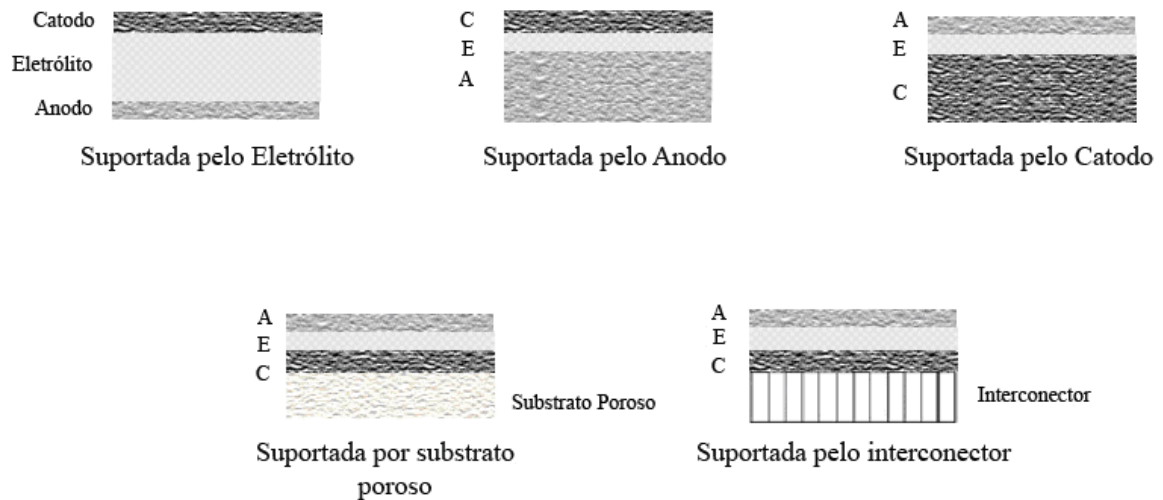 Catodo
Eletrólito
Anodo
Suportada pelo Eletrólito
C
E
A
Suportada pelo Anodo
A
E
C
Suportada pelo Catodo
A
E
C
Substrato Poroso
Suportada por substrato
poroso
A
E
C
Interconector
Suportada pelo interconector